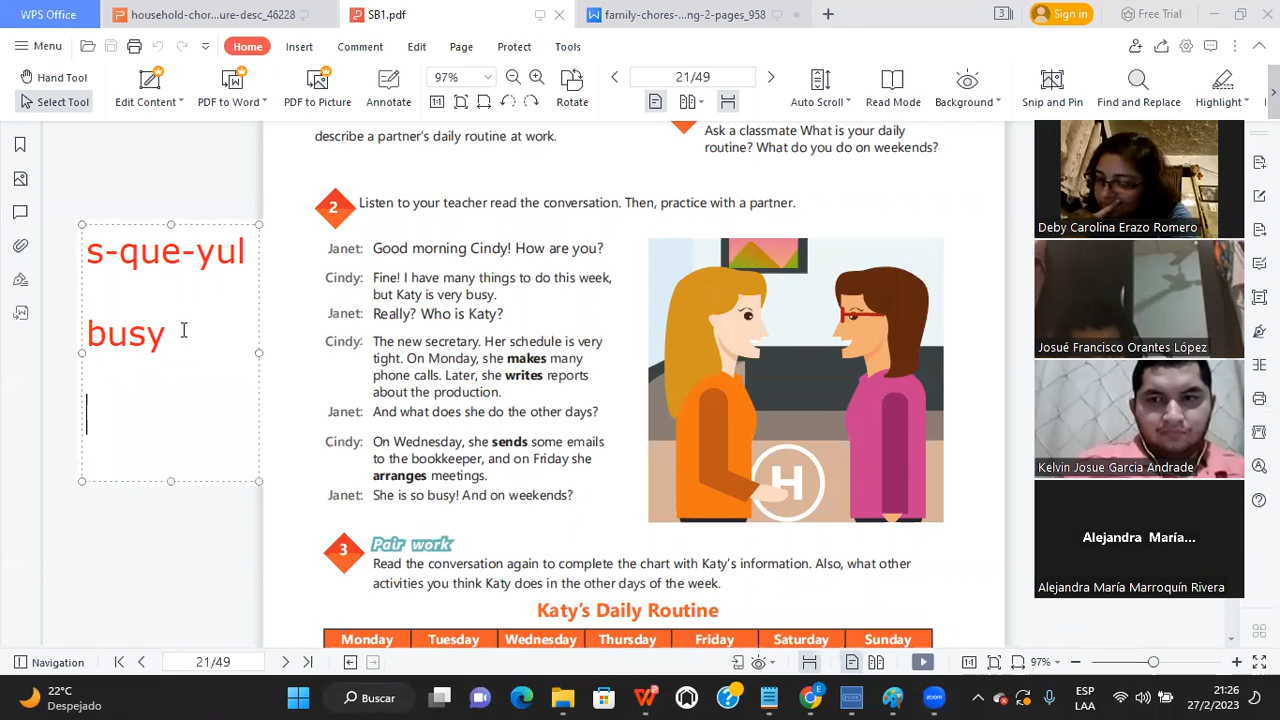 WPS Office
household-chor...ure-desc_46228
SB1.pdf
family-chores-...ng-2-pages_958
3
Sign in
Free Trial
Menu
Home
Insert
Comment
Edit
Page
Protect
Tools
Hand Tool
Select Tool
Edit Content
PDF to Word
PDF to Picture
Annotate
97%
Rotate
21/49
Auto Scroll
Read Mode
Background
Snip and Pin
Find and Replace
Highlight
describe a partner's daily routine at work.
Ask a classmate What is your daily
routine? What do you do on weekends?
2
Listen to your teacher read the conversation. Then, practice with a partner.
s-que-yul
busy
Janet: Good morning Cindy! How are you?
Cindy: Fine! I have many things to do this week,
but Katy is very busy.
Janet: Really? Who is Katy?
Cindy: The new secretary. Her schedule is very
tight. On Monday, she makes many
phone calls. Later, she writes reports
about the production.
Janet: And what does she do the other days?
Cindy: On Wednesday, she sends some emails
to the bookkeeper, and on Friday she
arranges meetings.
Janet: She is so busy! And on weekends?
H
3
Pair work
Read the conversation again to complete the chart with Katy's information. Also, what other
activities you think Katy does in the other days of the week.
Katy's Daily Routine
Monday Tuesday Wednesday Thursday Friday Saturday Sunday
Deby Carolina Erazo Romero
Josué Francisco Orantes López
Kelvin Josue Garcia Andrade
Alejandra María...
Alejandra María Marroquín Rivera
Navigation
21/49
97%
22°C
Despejado
Buscar
ESP
LAA
21:26
27/2/2023